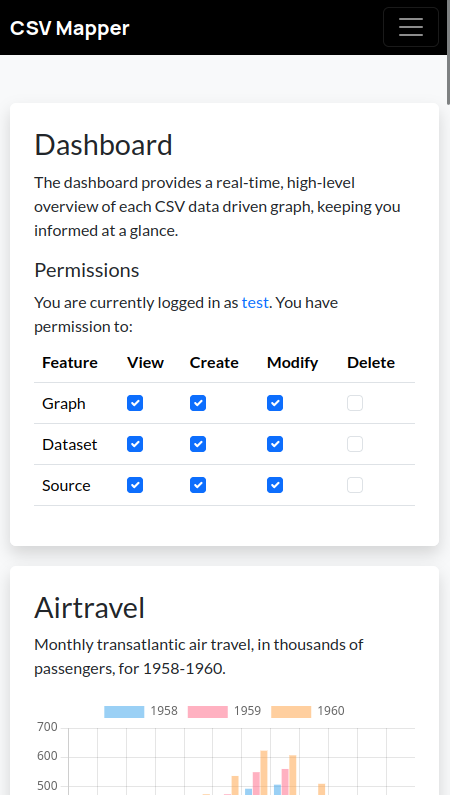 CSV Mapper
Dashboard
The dashboard provides a real-time, high-level
overview of each CSV data driven graph, keeping you
informed at a glance.
Permissions
You are currently logged in as test. You have
permission to:
Feature View Create Modify Delete
Graph
Dataset
Source
Airtravel
Monthly transatlantic air travel, in thousands of
passengers, for 1958-1960.
1958 1959 1960
700
600
500